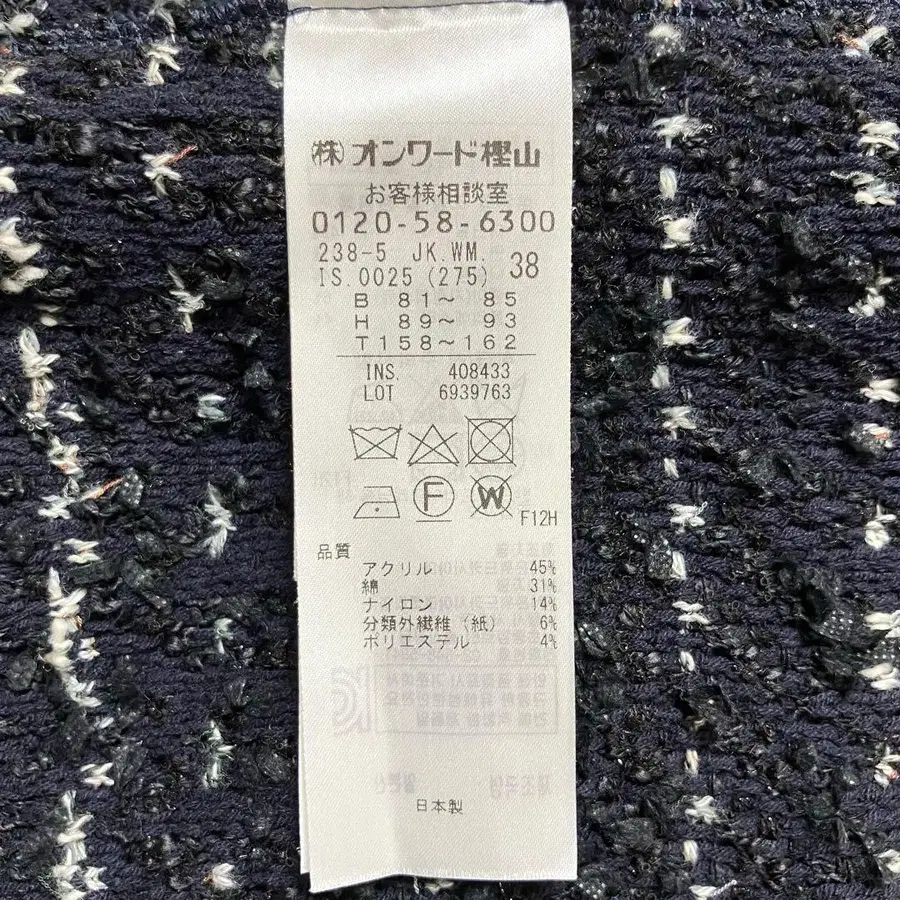 ㈱オンワード樫山
お客様相談室
0120-58-6300
238-5 JK.WM.
IS.0025 (275) 38
B 81～ 85
H 89～ 93
T158～162
INS. 408433
LOT 6939763
F
W
F12H
品質
アクリル 45%
綿 31%
ナイロン 14%
分類外繊維（紙） 6%
ポリエステル 4%
日本製